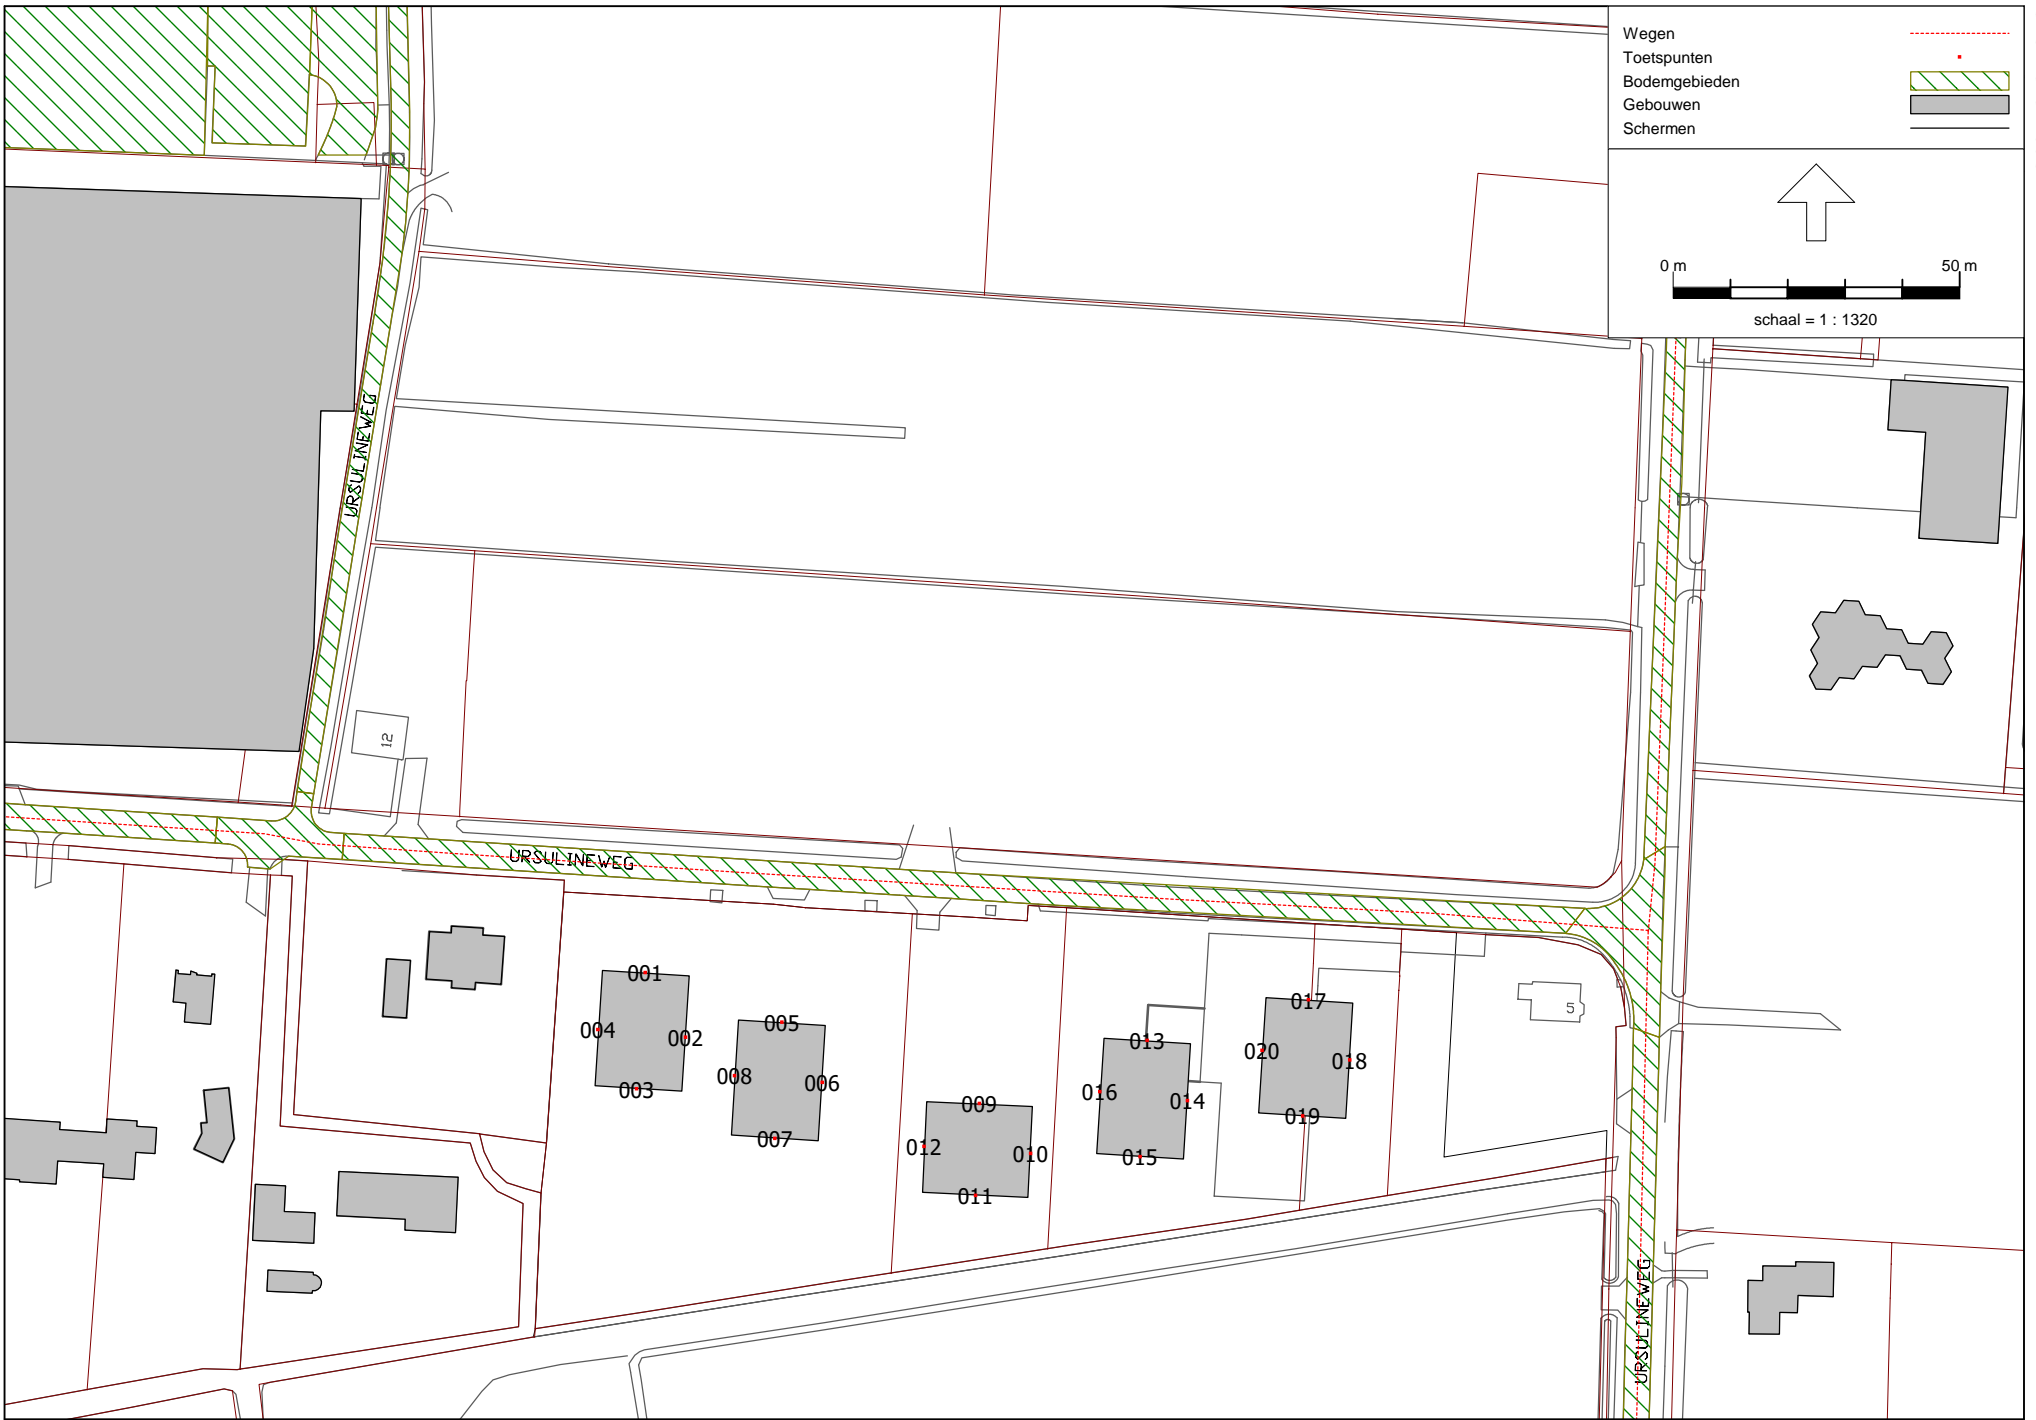 Wegen
Toetspunten
Bodemgebieden
Gebouwen
Schermen
0 m 50 m
schaal = 1 : 1320
URSULINEWEG
12
URSULINEWEG
001
004 002
003
005
008 006
007
009
012 010
011
013
016 014
015
017
020 018
019
5
URSULINEWEG